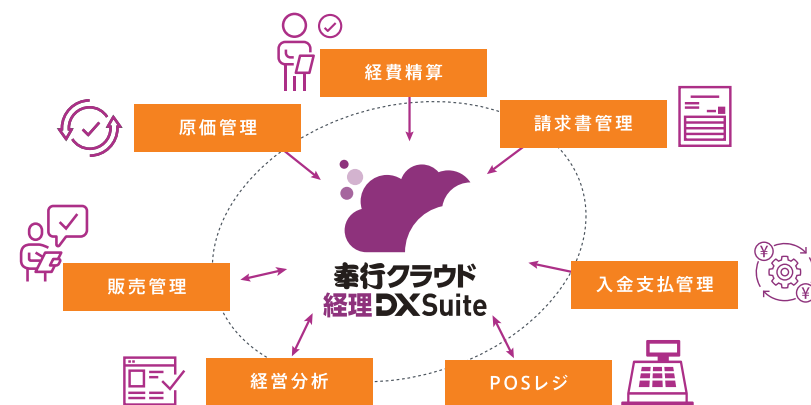 経費精算
原価管理
請求書管理
販売管理
奉行クラウド
経理DX Suite
入金支払管理
経営分析
POSレジ
¥
¥